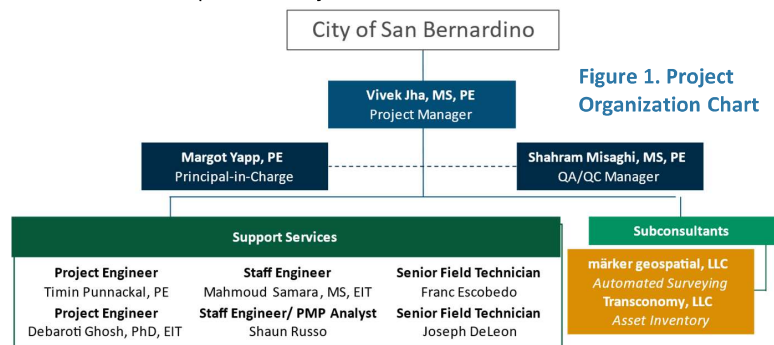 City of San Bernardino
Figure 1. Project
Organization Chart
Vivek Jha, MS, PE
Project Manager
Margot Yapp, PE
Principal-in-Charge
Shahram Misaghi, MS, PE
QA/QC Manager
Support Services
Project Engineer
Timin Punnackal, PE
Project Engineer
Debaroti Ghosh, PhD, EIT
Staff Engineer
Mahmoud Samara, MS, EIT
Staff Engineer/ PMP Analyst
Shaun Russo
Senior Field Technician
Franc Escobedo
Senior Field Technician
Joseph DeLeon
Subconsultants
märker geospatial, LLC
Automated Surveying
Transconomy, LLC
Asset Inventory